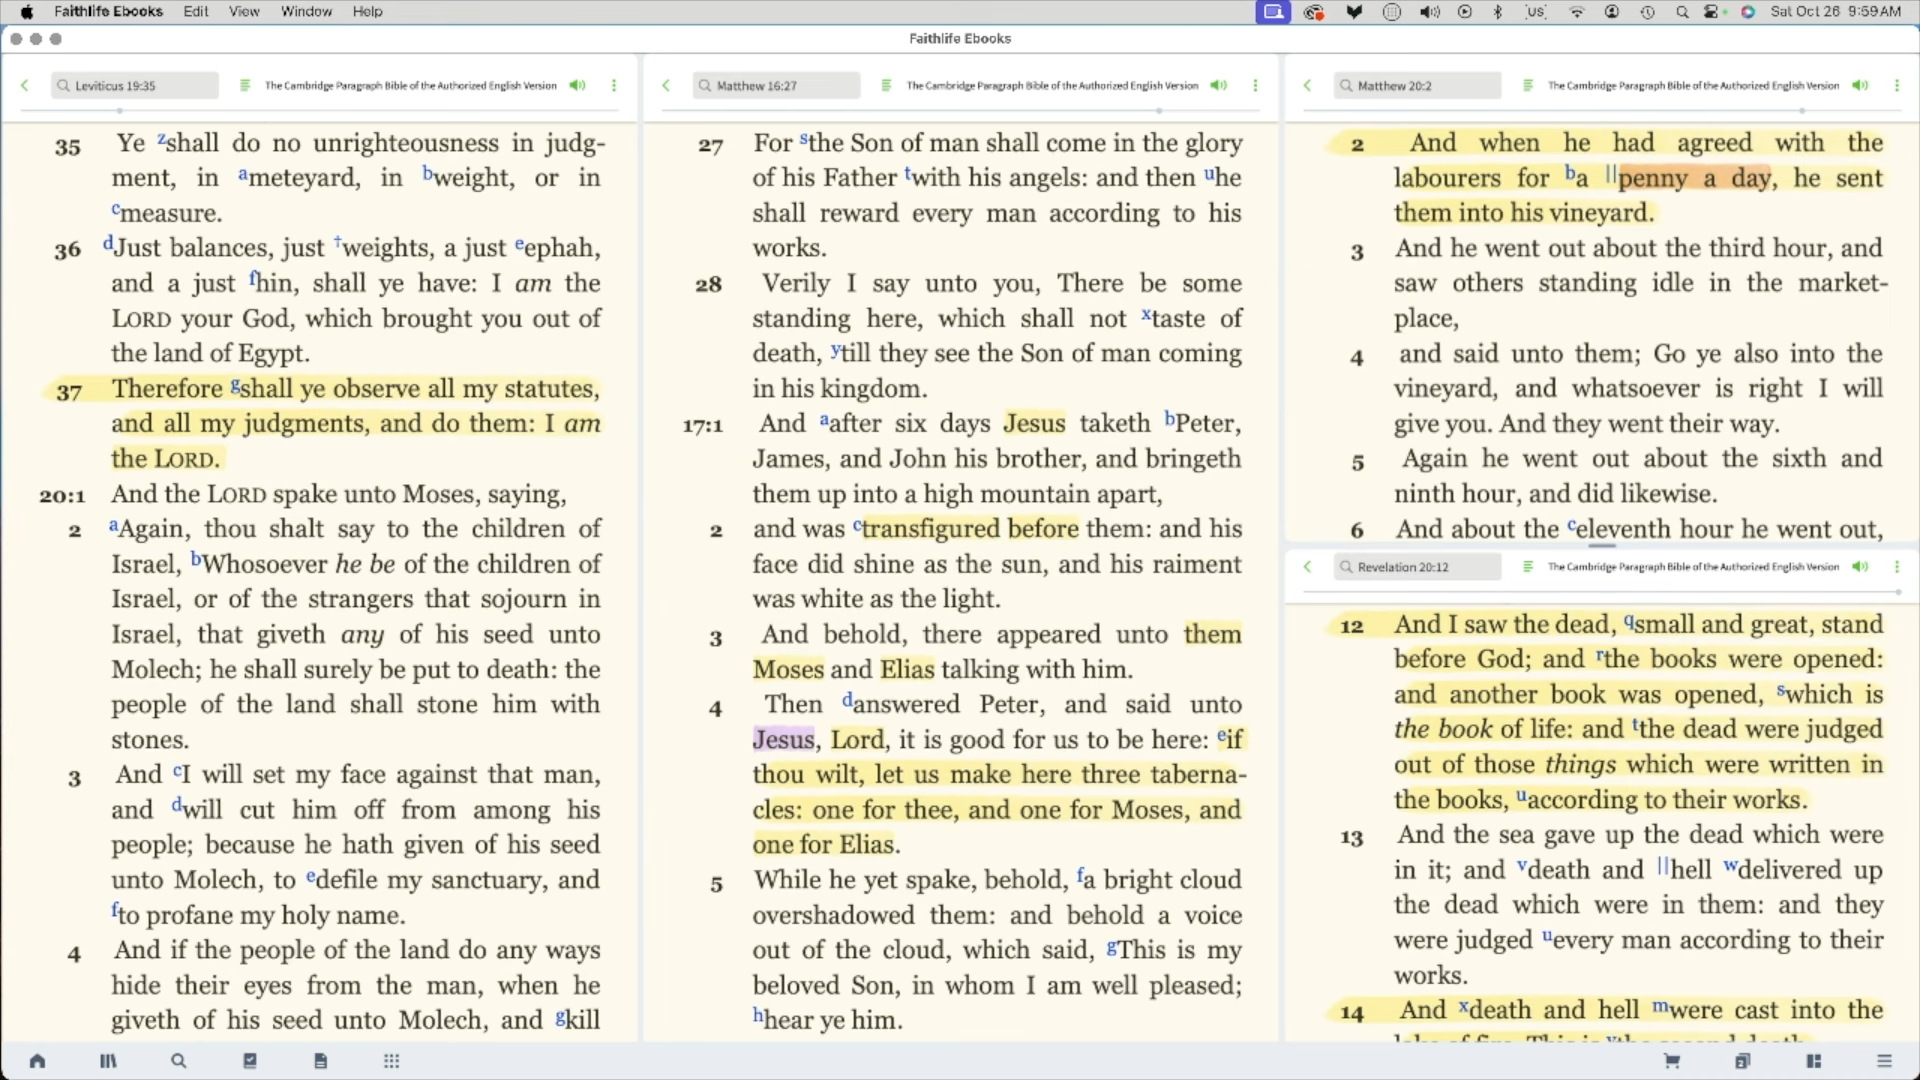 Faithlife Ebooks Edit View Window Help
US Sat Oct 26 9:59 AM
Faithlife Ebooks
Leviticus 19:35
The Cambridge Paragraph Bible of the Authorized English Version
35 Ye zshall do no unrighteousness in judg-
ment, in ameteyard, in bweight, or in
cmeasure.
36 dJust balances, just †weights, a just eephah,
and a just fhin, shall ye have: I am the
LORD your God, which brought you out of
the land of Egypt.
37 Therefore gshall ye observe all my statutes,
and all my judgments, and do them: I am
the LORD.
20:1 And the LORD spake unto Moses, saying,
2 aAgain, thou shalt say to the children of
Israel, bWhosoever he be of the children of
Israel, or of the strangers that sojourn in
Israel, that giveth any of his seed unto
Molech; he shall surely be put to death: the
people of the land shall stone him with
stones.
3 And cI will set my face against that man,
and dwill cut him off from among his
people; because he hath given of his seed
unto Molech, to edefile my sanctuary, and
fto profane my holy name.
4 And if the people of the land do any ways
hide their eyes from the man, when he
giveth of his seed unto Molech, and gkill
Matthew 16:27
The Cambridge Paragraph Bible of the Authorized English Version
27 For sthe Son of man shall come in the glory
of his Father twith his angels: and then uhe
shall reward every man according to his
works.
28 Verily I say unto you, There be some
standing here, which shall not xtaste of
death, ytill they see the Son of man coming
in his kingdom.
17:1 And aafter six days Jesus taketh bPeter,
James, and John his brother, and bringeth
them up into a high mountain apart,
2 and was ctransfigured before them: and his
face did shine as the sun, and his raiment
was white as the light.
3 And behold, there appeared unto them
Moses and Elias talking with him.
4 Then danswered Peter, and said unto
Jesus, Lord, it is good for us to be here: eif
thou wilt, let us make here three taberna-
cles: one for thee, and one for Moses, and
one for Elias.
5 While he yet spake, behold, fa bright cloud
overshadowed them: and behold a voice
out of the cloud, which said, gThis is my
beloved Son, in whom I am well pleased;
hhear ye him.
Matthew 20:2
The Cambridge Paragraph Bible of the Authorized English Version
2 And when he had agreed with the
labourers for ba ||penny a day, he sent
them into his vineyard.
3 And he went out about the third hour, and
saw others standing idle in the market-
place,
4 and said unto them; Go ye also into the
vineyard, and whatsoever is right I will
give you. And they went their way.
5 Again he went out about the sixth and
ninth hour, and did likewise.
6 And about the celeventh hour he went out,
Revelation 20:12
The Cambridge Paragraph Bible of the Authorized English Version
12 And I saw the dead, qsmall and great, stand
before God; and rthe books were opened:
and another book was opened, swhich is
the book of life: and tthe dead were judged
out of those things which were written in
the books, uaccording to their works.
13 And the sea gave up the dead which were
in it; and vdeath and ||hell wdelivered up
the dead which were in them: and they
were judged uevery man according to their
works.
14 And xdeath and hell mwere cast into the
lake of fire. This is ythe second death.
2